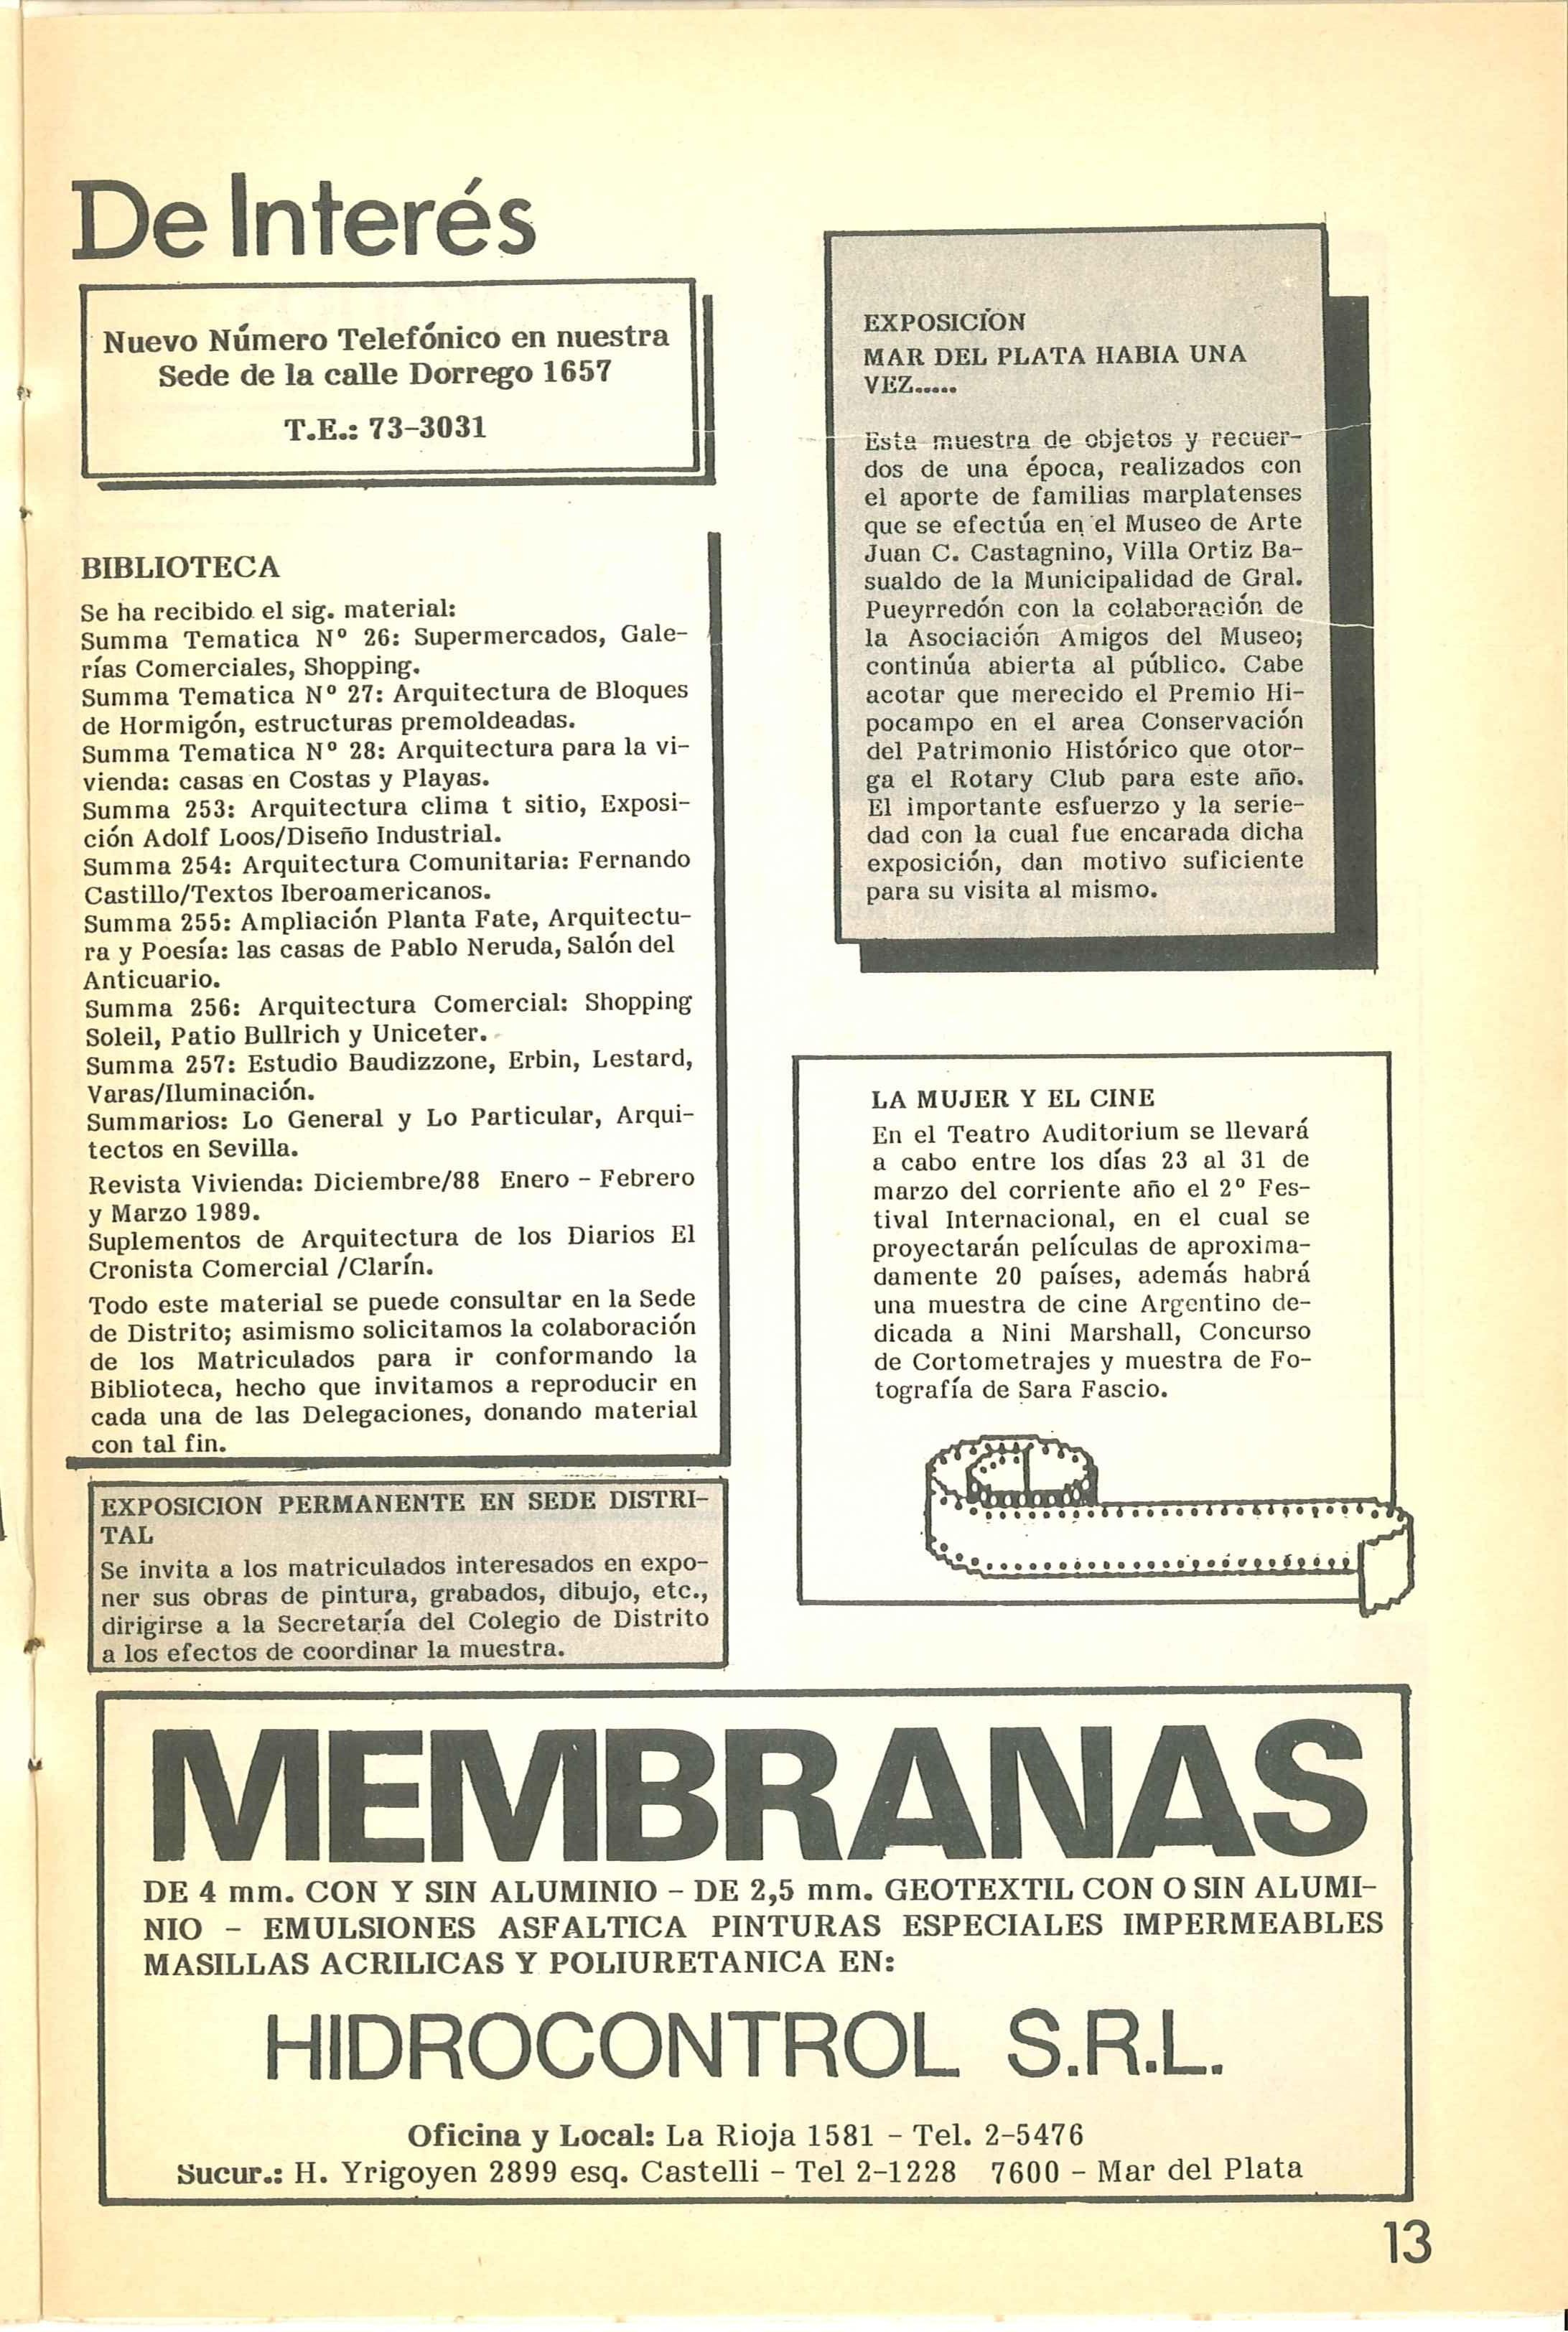 De Interés
Nuevo Número Telefónico en nuestra
Sede de la calle Dorrego 1657
T.E.: 73-3031
BIBLIOTECA
Se ha recibido el sig. material:
Summa Tematica Nº 26: Supermercados, Gale-
rías Comerciales, Shopping.
Summa Tematica Nº 27: Arquitectura de Bloques
de Hormigón, estructuras premoldeadas.
Summa Tematica Nº 28: Arquitectura para la vi-
vienda: casas en Costas y Playas.
Summa 253: Arquitectura clima t sitio, Exposi-
ción Adolf Loos/Diseño Industrial.
Summa 254: Arquitectura Comunitaria: Fernando
Castillo/Textos Iberoamericanos.
Summa 255: Ampliación Planta Fate, Arquitectu-
ra y Poesía: las casas de Pablo Neruda, Salón del
Anticuario.
Summa 256: Arquitectura Comercial: Shopping
Soleil, Patio Bullrich y Uniceter.
Summa 257: Estudio Baudizzone, Erbin, Lestard,
Varas/Iluminación.
Summarios: Lo General y Lo Particular, Arqui-
tectos en Sevilla.
Revista Vivienda: Diciembre/88 Enero - Febrero
y Marzo 1989.
Suplementos de Arquitectura de los Diarios El
Cronista Comercial /Clarín.
Todo este material se puede consultar en la Sede
de Distrito; asimismo solicitamos la colaboración
de los Matriculados para ir conformando la
Biblioteca, hecho que invitamos a reproducir en
cada una de las Delegaciones, donando material
con tal fin.
EXPOSICION PERMANENTE EN SEDE DISTRI-
TAL
Se invita a los matriculados interesados en expo-
ner sus obras de pintura, grabados, dibujo, etc.,
dirigirse a la Secretaría del Colegio de Distrito
a los efectos de coordinar la muestra.
EXPOSICÍON
MAR DEL PLATA HABIA UNA
VEZ.....
Esta muestra de objetos y recuer-
dos de una época, realizados con
el aporte de familias marplatenses
que se efectúa en el Museo de Arte
Juan C. Castagnino, Villa Ortiz Ba-
sualdo de la Municipalidad de Gral.
Pueyrredón con la colaboración de
la Asociación Amigos del Museo;
continúa abierta al público. Cabe
acotar que merecido el Premio Hi-
pocampo en el area Conservación
del Patrimonio Histórico que otor-
ga el Rotary Club para este año.
El importante esfuerzo y la serie-
dad con la cual fue encarada dicha
exposición, dan motivo suficiente
para su visita al mismo.
LA MUJER Y EL CINE
En el Teatro Auditorium se llevará
a cabo entre los días 23 al 31 de
marzo del corriente año el 2º Fes-
tival Internacional, en el cual se
proyectarán películas de aproxima-
damente 20 países, además habrá
una muestra de cine Argentino de-
dicada a Nini Marshall, Concurso
de Cortometrajes y muestra de Fo-
tografía de Sara Fascio.
MEMBRANAS
DE 4 mm. CON Y SIN ALUMINIO - DE 2,5 mm. GEOTEXTIL CON O SIN ALUMI-
NIO - EMULSIONES ASFALTICA PINTURAS ESPECIALES IMPERMEABLES
MASILLAS ACRILICAS Y POLIURETANICA EN:
HIDROCONTROL S.R.L.
Oficina y Local: La Rioja 1581 - Tel. 2-5476
Sucur.: H. Yrigoyen 2899 esq. Castelli - Tel 2-1228 7600 - Mar del Plata
13